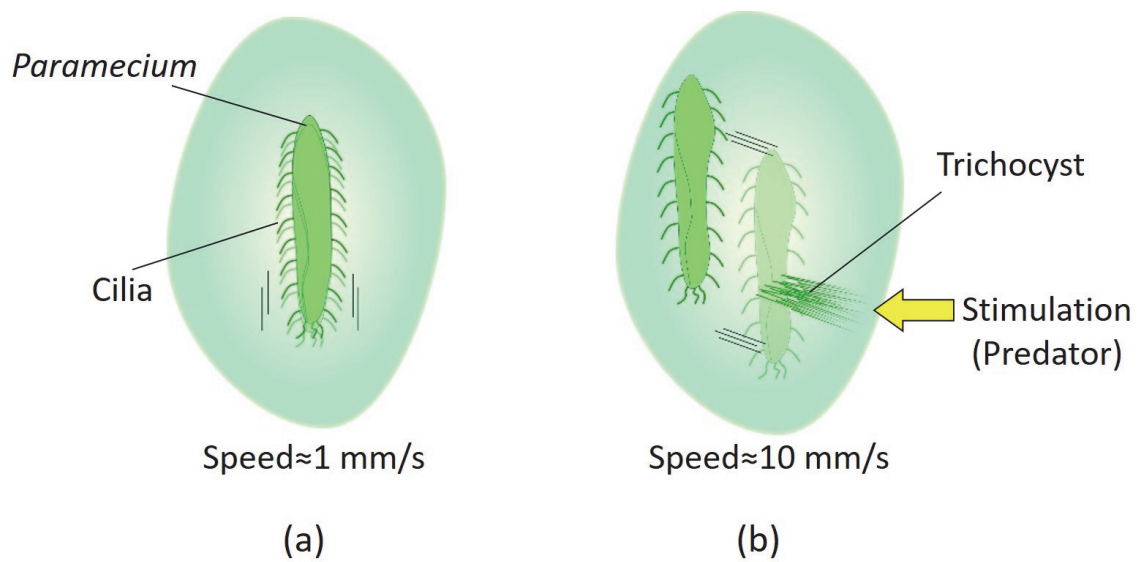 Paramecium
Cilia
Speed≈1 mm/s
(a)
Trichocyst
Stimulation
(Predator)
Speed≈10 mm/s
(b)